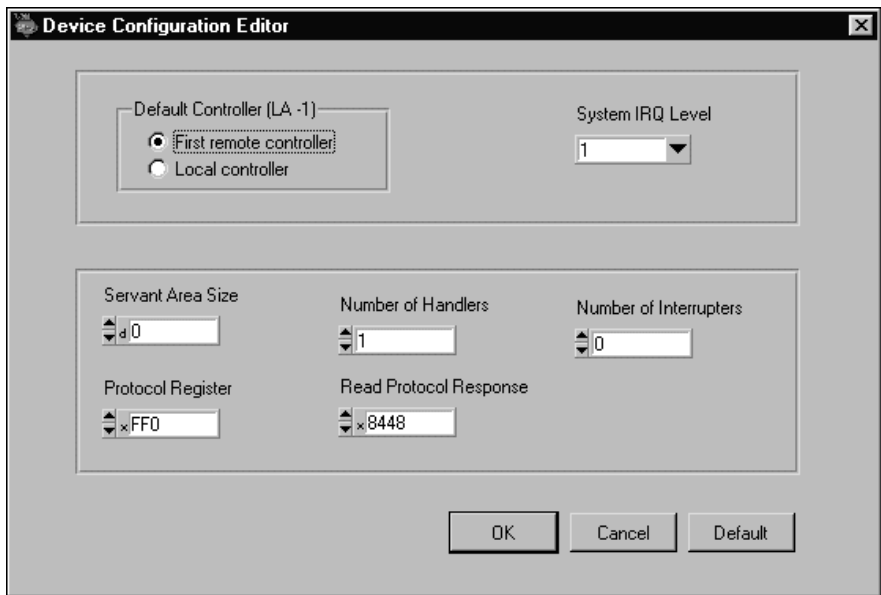 Device Configuration Editor
Default Controller (LA -1)
First remote controller
Local controller
System IRQ Level
1
Servant Area Size
d 0
Number of Handlers
1
Number of Interrupters
0
Protocol Register
x FF0
Read Protocol Response
x 8448
OK
Cancel
Default